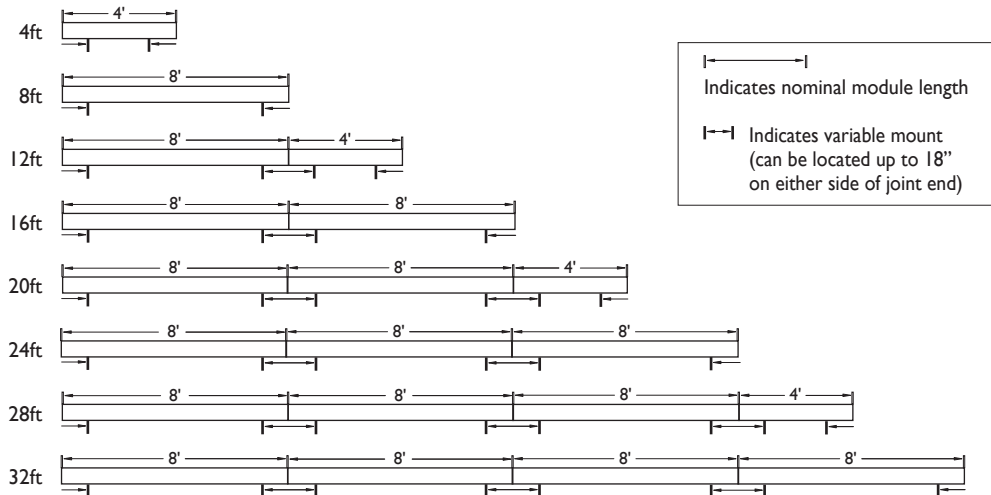 4'
4ft
8'
8ft
8' 4'
12ft
8' 8'
16ft
8' 8' 4'
20ft
8' 8' 8'
24ft
8' 8' 8' 4'
28ft
8' 8' 8' 8'
32ft
Indicates nominal module length
Indicates variable mount
(can be located up to 18”
on either side of joint end)